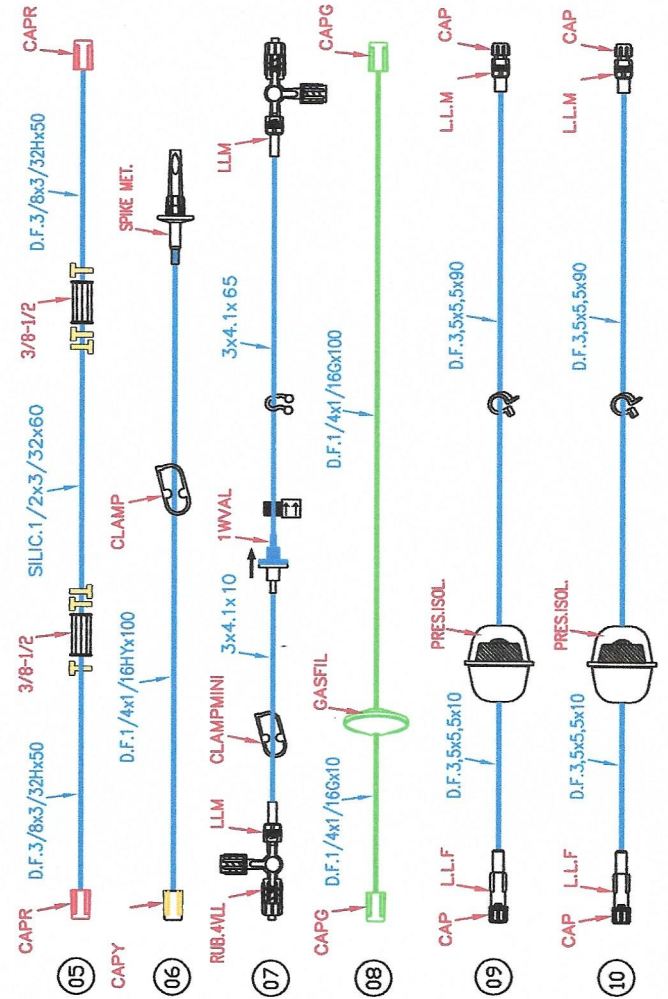 05
CAPR
D.F.3/8x3/32Hx50
3/8-1/2
SILIC.1/2x3/32x60
3/8-1/2
D.F.3/8x3/32Hx50
CAPR
06
CAPY
D.F.1/4x1/16HYx100
CLAMP
SPIKE MET.
07
RUB.4VLL
LLM
CLAMPMINI
3x4.1x10
1WVAL
3x4.1x65
LLM
08
CAPG
D.F.1/4x1/16Gx10
GASFIL
D.F.1/4x1/16Gx100
CAPG
09
CAP
L.L.F
D.F.3,5x5,5x10
PRES.ISOL.
D.F.3,5x5,5x90
L.L.M
CAP
10
CAP
L.L.F
D.F.3,5x5,5x10
PRES.ISOL.
D.F.3,5x5,5x90
L.L.M
CAP